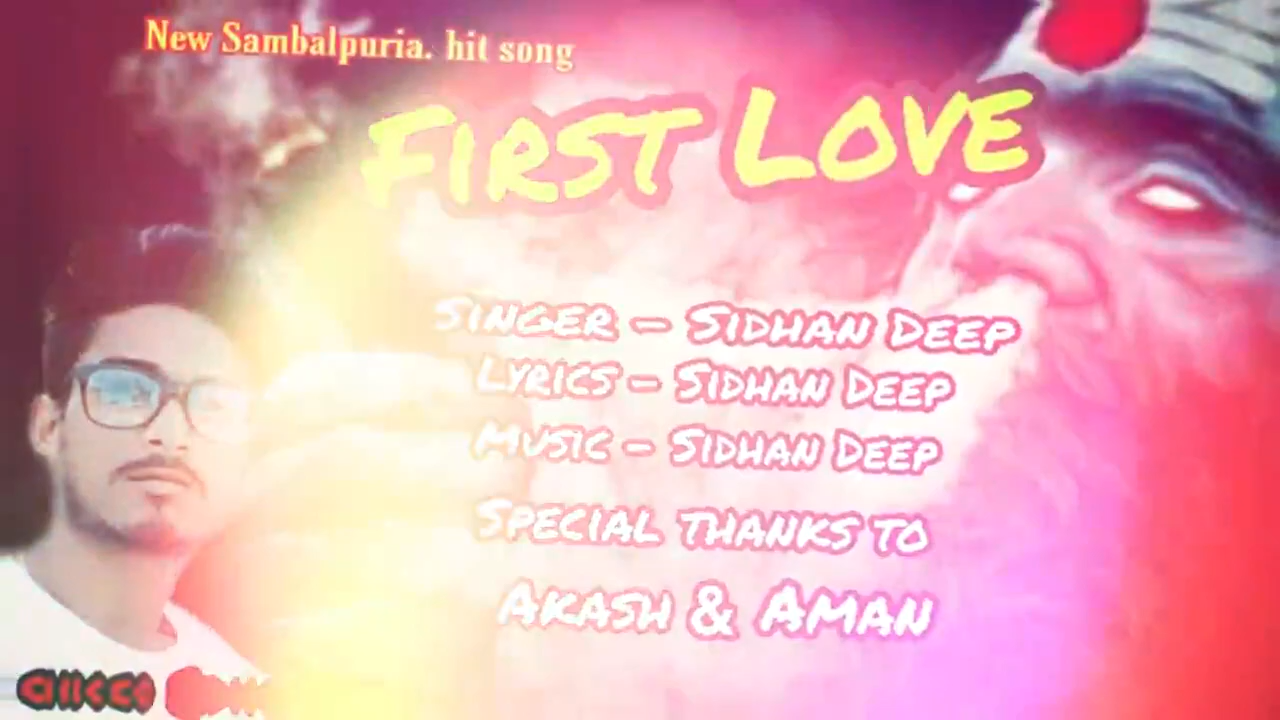 New Sambalpuria. hit song
First Love
Singer - Sidhan Deep
Lyrics - Sidhan Deep
Music - Sidhan Deep
Special thanks to
Akash & Aman